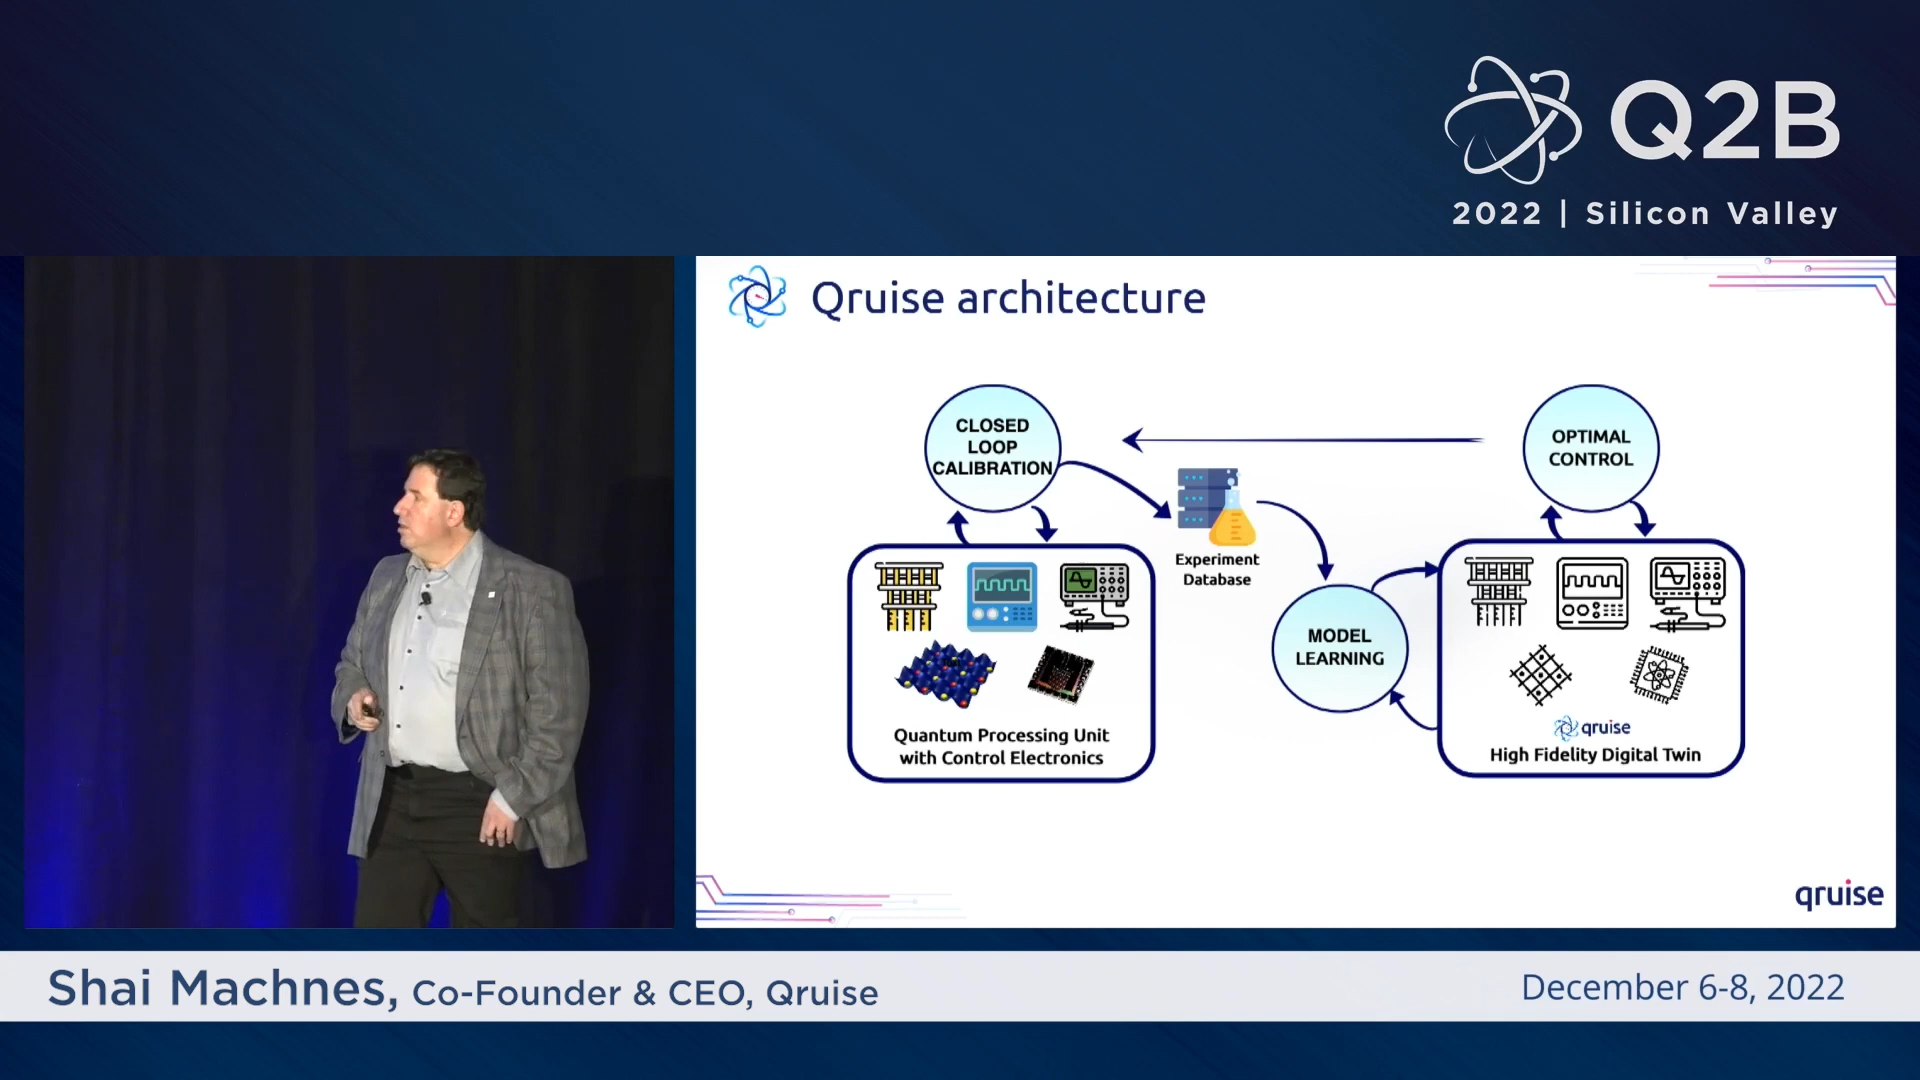 Q2B
2022 | Silicon Valley
Qruise architecture
CLOSED
LOOP
CALIBRATION
OPTIMAL
CONTROL
Experiment
Database
MODEL
LEARNING
Quantum Processing Unit
with Control Electronics
qruise
High Fidelity Digital Twin
qruise
Shai Machnes, Co-Founder & CEO, Qruise
December 6-8, 2022